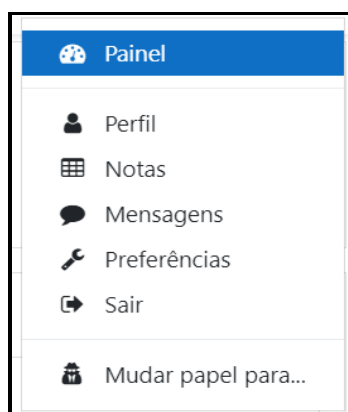 Painel
Perfil
Notas
Mensagens
Preferências
Sair
Mudar papel para...